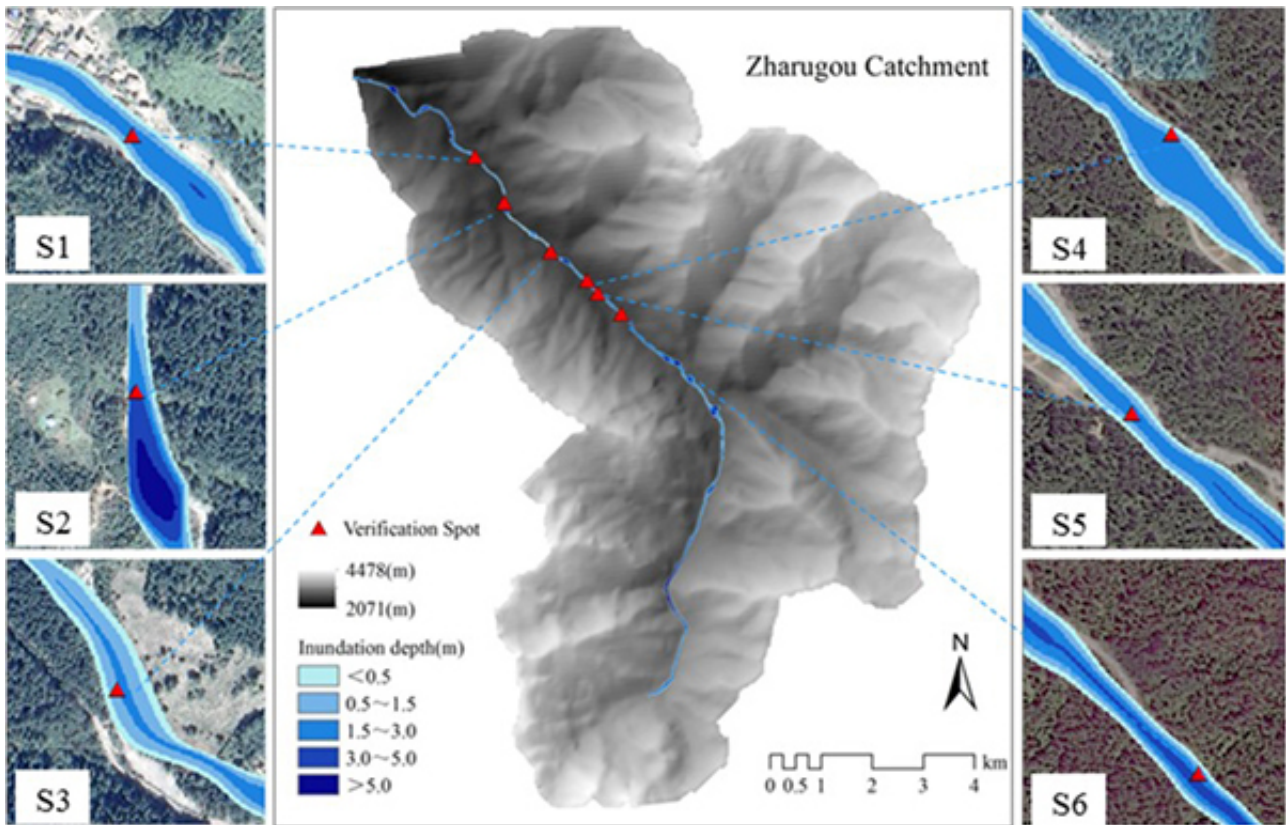 Zharugou Catchment
S1
S2
S3
S4
S5
S6
Verification Spot
4478(m)
2071(m)
Inundation depth(m)
<0.5
0.5～1.5
1.5～3.0
3.0～5.0
>5.0
N
km
0 0.5 1 2 3 4